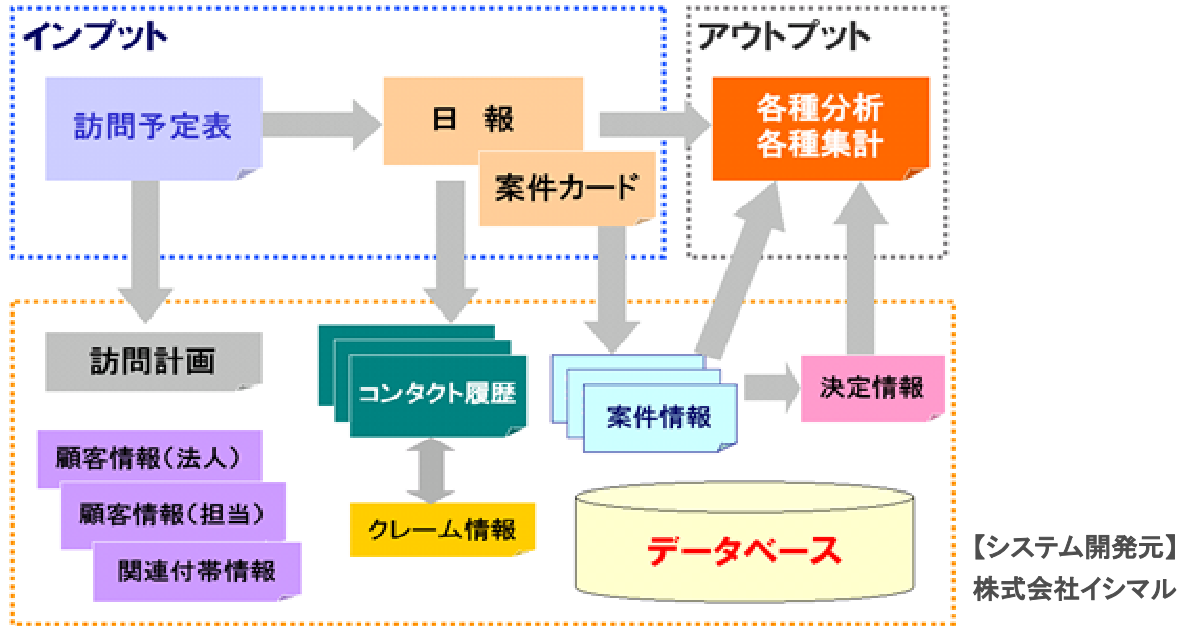 インプット
アウトプット
訪問予定表
日　報
案件カード
各種分析
各種集計
訪問計画
コンタクト履歴
案件情報
決定情報
顧客情報（法人）
顧客情報（担当）
関連付帯情報
クレーム情報
データベース
【システム開発元】
株式会社イシマル